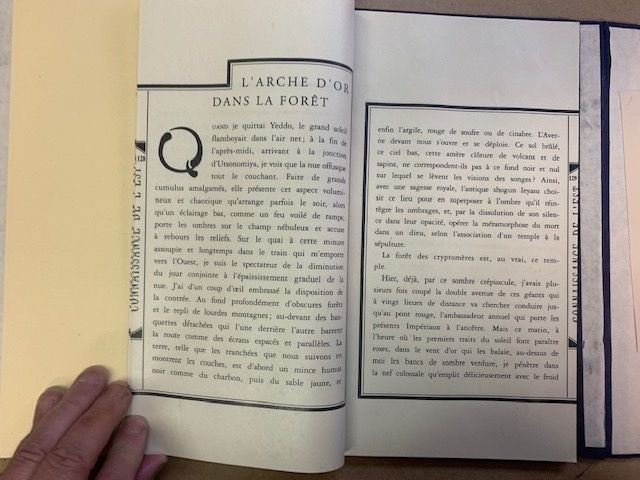 L'ARCHE D'OR
DANS LA FORÊT
QUAND je quittai Yeddo, le grand soleil
flamboyait dans l'air net; à la fin de
l'après-midi, arrivant à la jonction
d'Utsonomiya, je vois que la nue offusque
tout le couchant. Faite de grands
cumulus amalgamés, elle présente cet aspect volumi-
neux et chaotique qu'arrange parfois le soir, alors
qu'un éclairage bas, comme un feu voilé de rampe,
porte les ombres sur le champ nébuleux et accuse
à rebours les reliefs. Sur le quai à cette minute
assoupie et longtemps dans le train qui m'emporte
vers l'Ouest, je suis le spectateur de la diminution
du jour conjointe à l'épaississement graduel de la
nue. J'ai d'un coup d'œil embrassé la disposition de
la contrée. Au fond profondément d'obscures forêts
et le repli de lourdes montagnes; au-devant des ban-
quettes détachées qui l'une derrière l'autre barrent
la route comme des écrans espacés et parallèles. La
terre, telle que les tranchées que nous suivons en
montrent les couches, est d'abord un mince humus
noir comme du charbon, puis du sable jaune, et
128
CONNAISSANCE DE L'EST
enfin l'argile, rouge de soufre ou de cinabre. L'Aver-
ne devant nous s'ouvre et se déploie. Ce sol brûlé,
ce ciel bas, cette amère clôture de volcans et de
sapins, ne correspondent-ils pas à ce fond noir et nul
sur lequel se lèvent les visions des songes? Ainsi,
avec une sagesse royale, l'antique shogun Ieyasu choi-
sit ce lieu pour en superposer à l'ombre qu'il réin-
tègre les ombrages, et, par la dissolution de son silen-
ce dans leur opacité, opérer la métamorphose du mort
dans un dieu, selon l'association d'un temple à la
sépulture.
La forêt des cryptomères est, au vrai, ce tem-
ple.
Hier, déjà, par ce sombre crépuscule, j'avais plu-
sieurs fois coupé la double avenue de ces géants qui
à vingt lieues de distance va chercher conduire jus-
qu'au pont rouge, l'ambassadeur annuel qui porte les
présents Impériaux à l'ancêtre. Mais ce matin, à
l'heure où les premiers traits du soleil font paraître
roses, dans le vent d'or qui les balaie, au-dessus de
moi les bancs de sombre verdure, je pénètre dans
la nef colossale qu'emplit délicieusement avec le froid
CONNAISSANCE DE L'EST